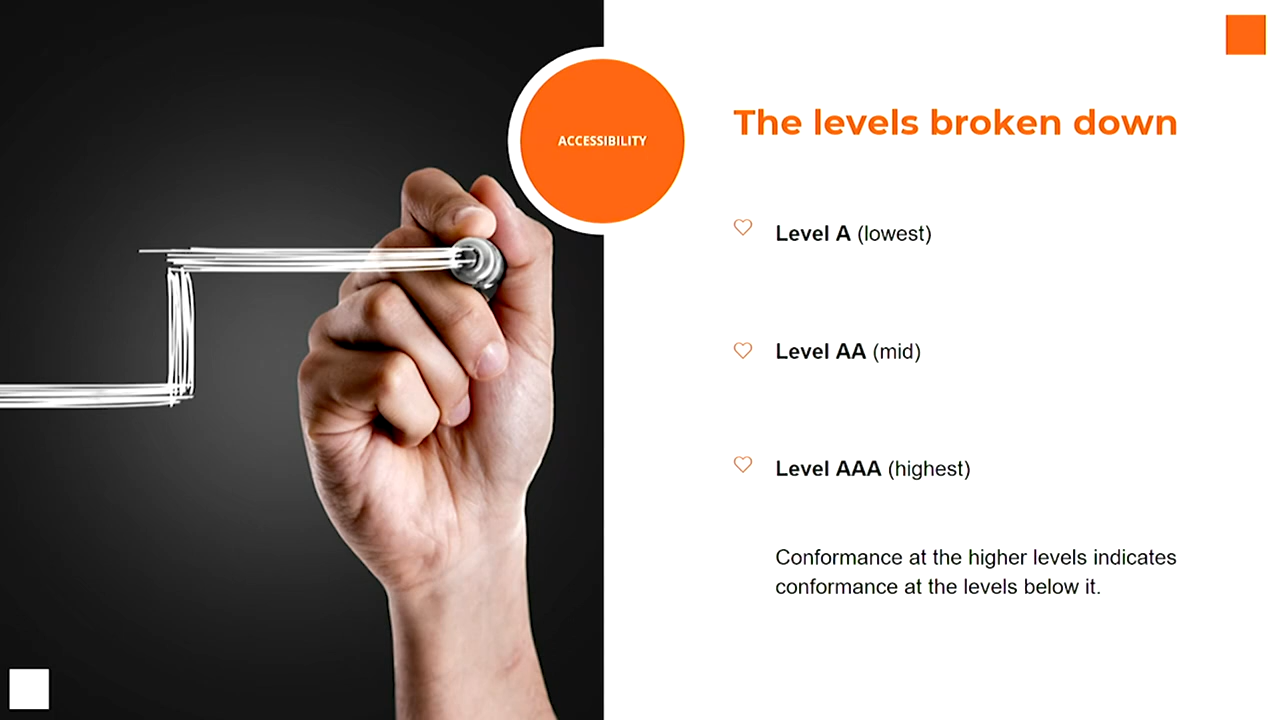 ACCESSIBILITY
The levels broken down
Level A (lowest)
Level AA (mid)
Level AAA (highest)
Conformance at the higher levels indicates
conformance at the levels below it.